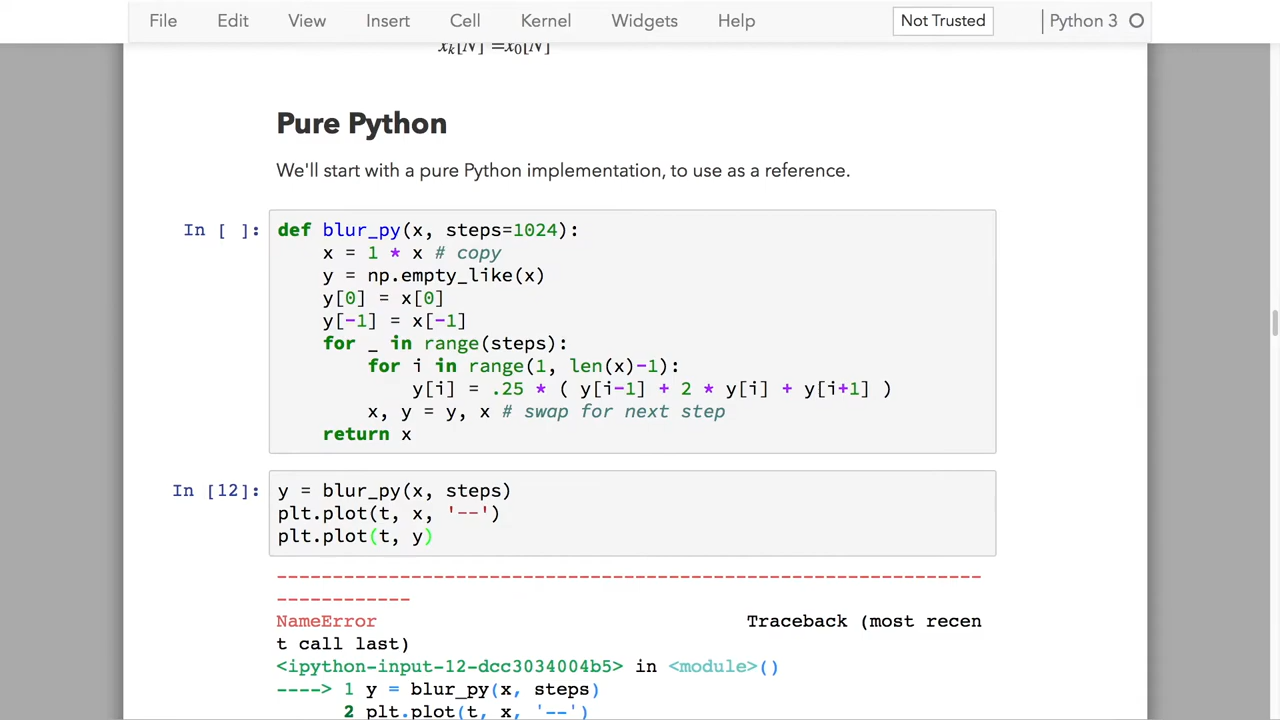 File Edit View Insert Cell Kernel Widgets Help Not Trusted Python 3
xₖ[N] =x₀[N]
Pure Python
We'll start with a pure Python implementation, to use as a reference.
In [ ]: def blur_py(x, steps=1024):
    x = 1 * x # copy
    y = np.empty_like(x)
    y[0] = x[0]
    y[-1] = x[-1]
    for _ in range(steps):
        for i in range(1, len(x)-1):
            y[i] = .25 * ( y[i-1] + 2 * y[i] + y[i+1] )
        x, y = y, x # swap for next step
    return x
In [12]: y = blur_py(x, steps)
plt.plot(t, x, '--')
plt.plot(t, y)
---------------------------------------------------------------
------------
NameError Traceback (most recen
t call last)
<ipython-input-12-dcc3034004b5> in <module>()
----> 1 y = blur_py(x, steps)
      2 plt.plot(t, x, '--')